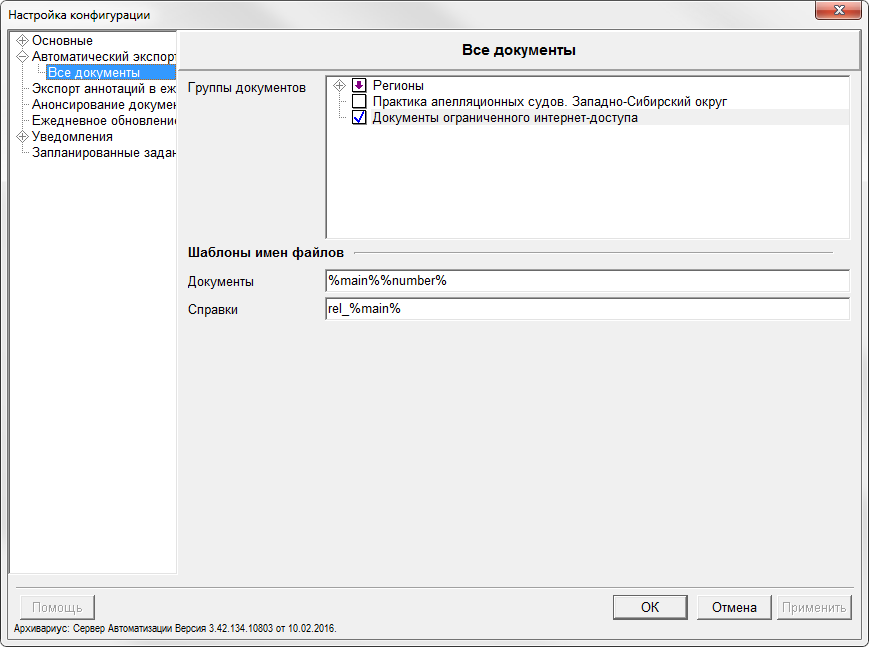 Настройка конфигурации
Основные
Автоматический экспорт
Все документы
Экспорт аннотаций в еж
Анонсирование докумен
Ежедневное обновление
Уведомления
Запланированные задан
Все документы
Группы документов
Регионы
Практика апелляционных судов. Западно-Сибирский округ
Документы ограниченного интернет-доступа
Шаблоны имен файлов
Документы
%main%%number%
Справки
rel_%main%
Помощь
ОК
Отмена
Применить
Архивариус: Сервер Автоматизации Версия 3.42.134.10803 от 10.02.2016.